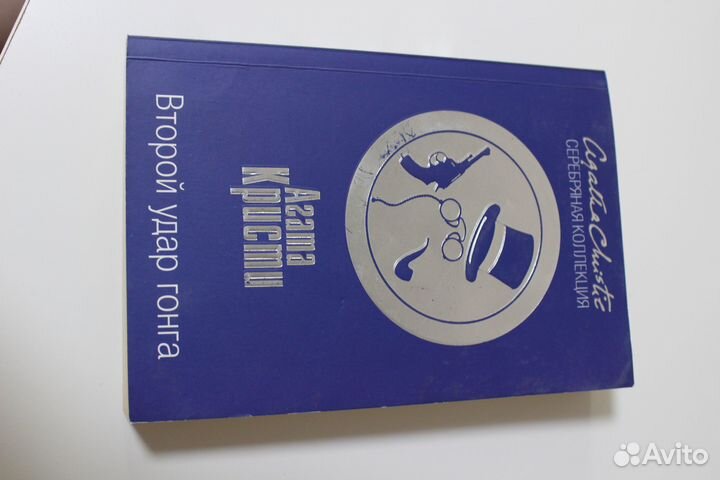 Agatha Christie
СЕРЕБРЯНАЯ КОЛЛЕКЦИЯ
Агата
Кристи
Второй удар гонга
Avito